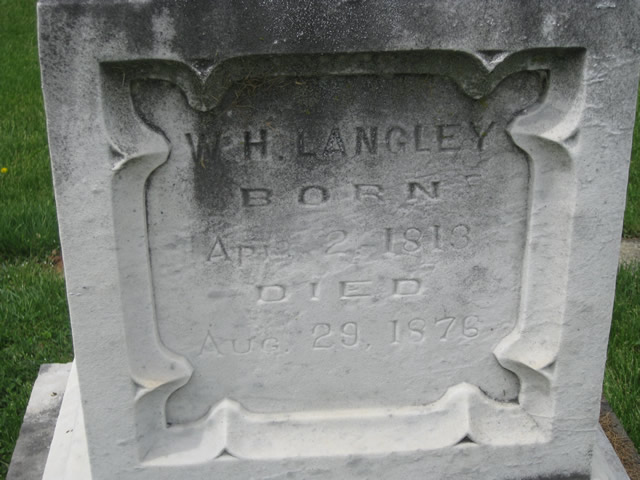 W. H. LANGLEY
BORN
APR. 2, 1813
DIED
AUG. 29, 1876